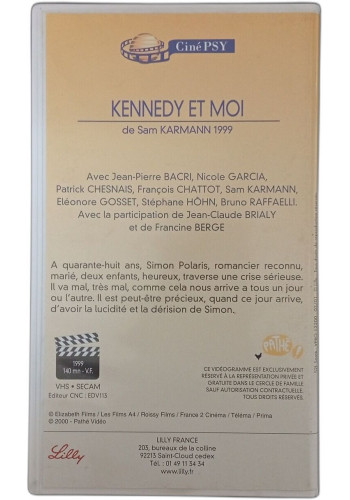 Ciné PSY
KENNEDY ET MOI
de Sam KARMANN 1999
Avec Jean-Pierre BACRI, Nicole GARCIA,
Patrick CHESNAIS, François CHATTOT, Sam KARMANN,
Eléonore GOSSET, Stéphane HÖHN, Bruno RAFFAELLI.
Avec la participation de Jean-Claude BRIALY
et de Francine BERGE
A quarante-huit ans, Simon Polaris, romancier reconnu,
marié, deux enfants, heureux, traverse une crise sérieuse.
Il va mal, très mal, comme cela nous arrive a tous un jour
ou l'autre. Il est peut-être précieux, quand ce jour arrive,
d'avoir la lucidité et la dérision de Simon.
PATHE
1999
140 mn - V.F.
CE VIDÉOGRAMME EST EXCLUSIVEMENT
RESERVÉ À LA REPRÉSENTATION PRIVÉE ET
GRATUITE DANS LE CERCLE DE FAMILLE
SAUF AUTORISATION EXPRESSE.
TOUS DROITS RÉSERVÉS.
VHS • SECAM
Editeur CNC : EDV113
© Elizabeth Films / Les Films A4 / Roissy Films / France 2 Cinéma / Téléma / Prima
© 2000 - Pathé Vidéo
Lilly
LILLY FRANCE
203, bureaux de la colline
92213 Saint-Cloud cedex
TÉL. : 01 49 11 34 34
www.lilly.fr